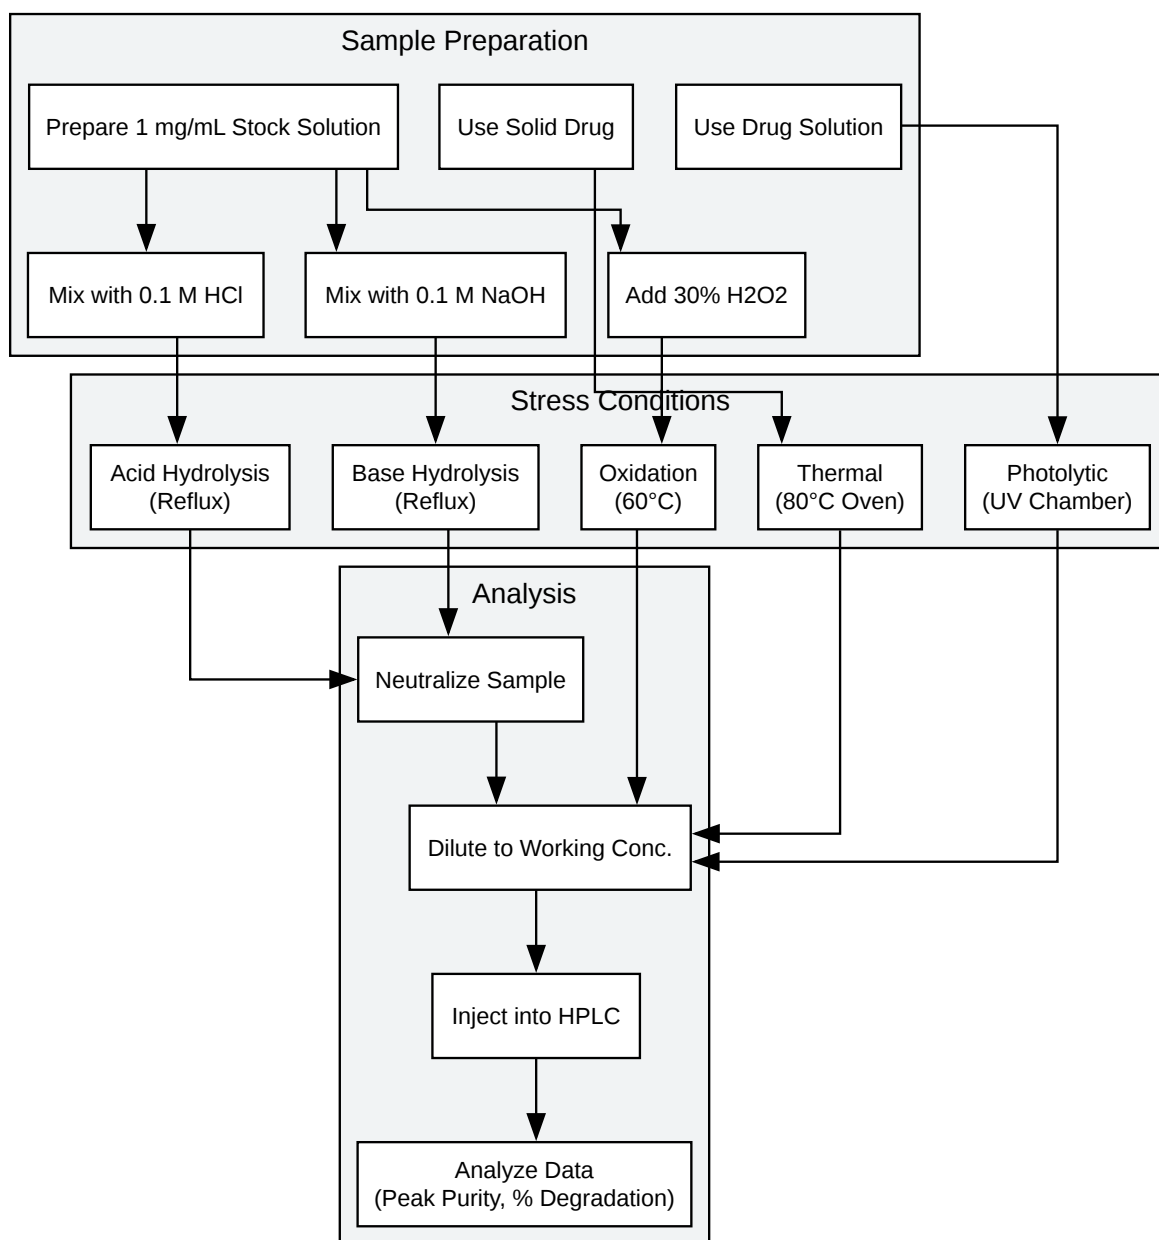 Sample Preparation
Prepare 1 mg/mL Stock Solution
Use Solid Drug
Use Drug Solution
Mix with 0.1 M HCl
Mix with 0.1 M NaOH
Add 30% H2O2
Stress Conditions
Acid Hydrolysis
(Reflux)
Base Hydrolysis
(Reflux)
Oxidation
(60°C)
Thermal
(80°C Oven)
Photolytic
(UV Chamber)
Analysis
Neutralize Sample
Dilute to Working Conc.
Inject into HPLC
Analyze Data
(Peak Purity, % Degradation)